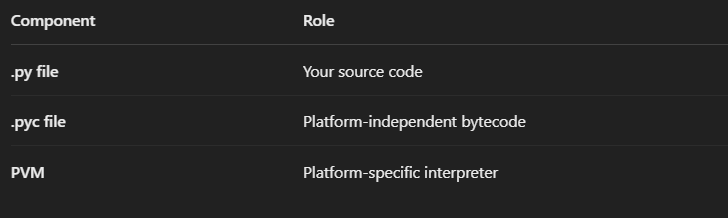 Component Role
.py file Your source code
.pyc file Platform-independent bytecode
PVM Platform-specific interpreter